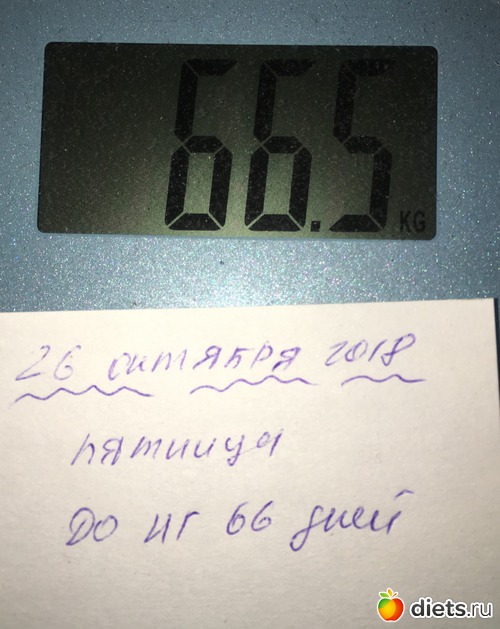 66.5 KG
26 октября 2018
пятница
до нг 66 дней
diets.ru